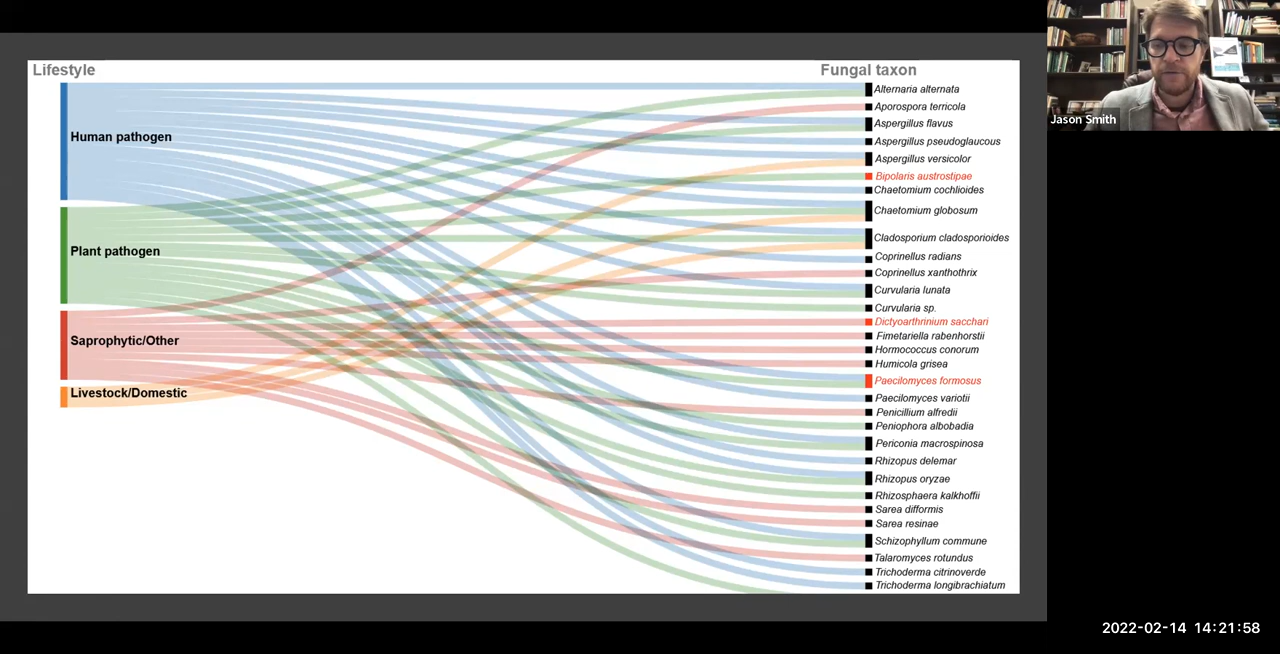 Lifestyle
Fungal taxon
Human pathogen
Plant pathogen
Saprophytic/Other
Livestock/Domestic
Alternaria alternata
Aporospora terricola
Aspergillus flavus
Aspergillus pseudoglaucous
Aspergillus versicolor
Bipolaris austrostipae
Chaetomium cochlioides
Chaetomium globosum
Cladosporium cladosporioides
Coprinellus radians
Coprinellus xanthothrix
Curvularia lunata
Curvularia sp.
Dictyoarthrinium sacchari
Fimetariella rabenhorstii
Hormococcus conorum
Humicola grisea
Paecilomyces formosus
Paecilomyces variotii
Penicillium alfredii
Peniophora albobadia
Periconia macrospinosa
Rhizopus delemar
Rhizopus oryzae
Rhizosphaera kalkhoffii
Sarea difformis
Sarea resinae
Schizophyllum commune
Talaromyces rotundus
Trichoderma citrinoverde
Trichoderma longibrachiatum
Jason Smith
2022-02-14 14:21:58